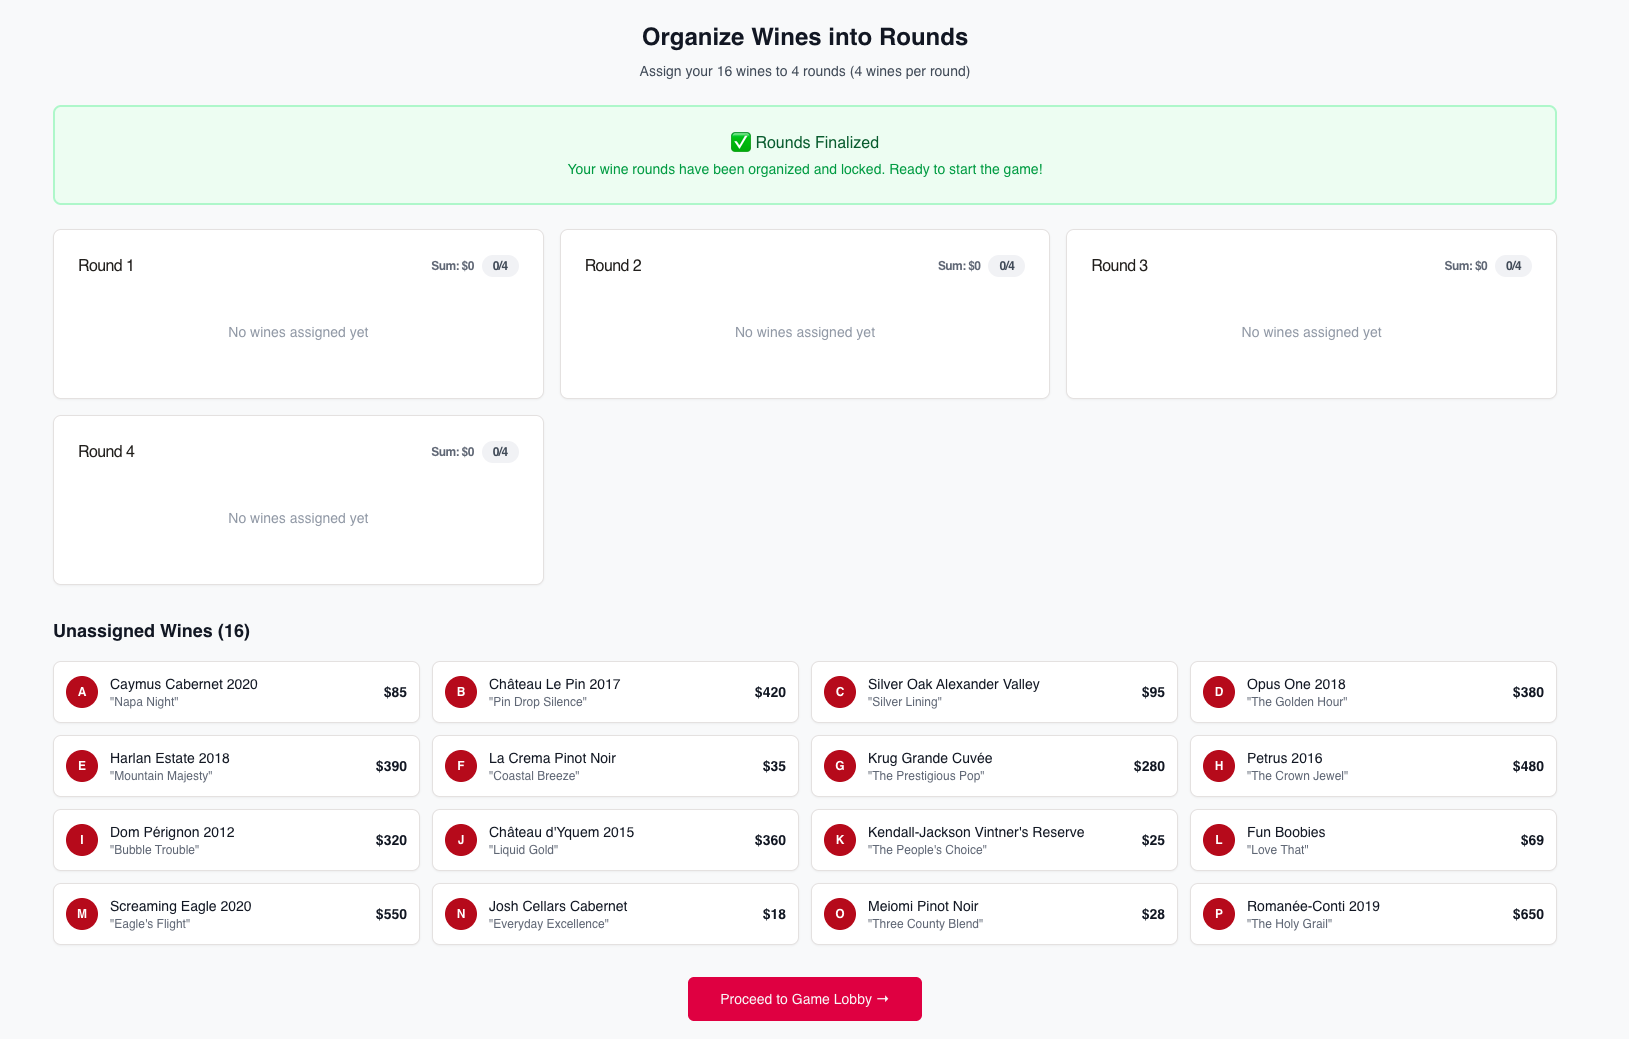 Organize Wines into Rounds
Assign your 16 wines to 4 rounds (4 wines per round)
✅ Rounds Finalized
Your wine rounds have been organized and locked. Ready to start the game!
Round 1 Sum: $0 0/4
No wines assigned yet
Round 2 Sum: $0 0/4
No wines assigned yet
Round 3 Sum: $0 0/4
No wines assigned yet
Round 4 Sum: $0 0/4
No wines assigned yet
Unassigned Wines (16)
A Caymus Cabernet 2020 $85
"Napa Night"
B Château Le Pin 2017 $420
"Pin Drop Silence"
C Silver Oak Alexander Valley $95
"Silver Lining"
D Opus One 2018 $380
"The Golden Hour"
E Harlan Estate 2018 $390
"Mountain Majesty"
F La Crema Pinot Noir $35
"Coastal Breeze"
G Krug Grande Cuvée $280
"The Prestigious Pop"
H Petrus 2016 $480
"The Crown Jewel"
I Dom Pérignon 2012 $320
"Bubble Trouble"
J Château d'Yquem 2015 $360
"Liquid Gold"
K Kendall-Jackson Vintner's Reserve $25
"The People's Choice"
L Fun Boobies $69
"Love That"
M Screaming Eagle 2020 $550
"Eagle's Flight"
N Josh Cellars Cabernet $18
"Everyday Excellence"
O Meiomi Pinot Noir $28
"Three County Blend"
P Romanée-Conti 2019 $650
"The Holy Grail"
Proceed to Game Lobby →